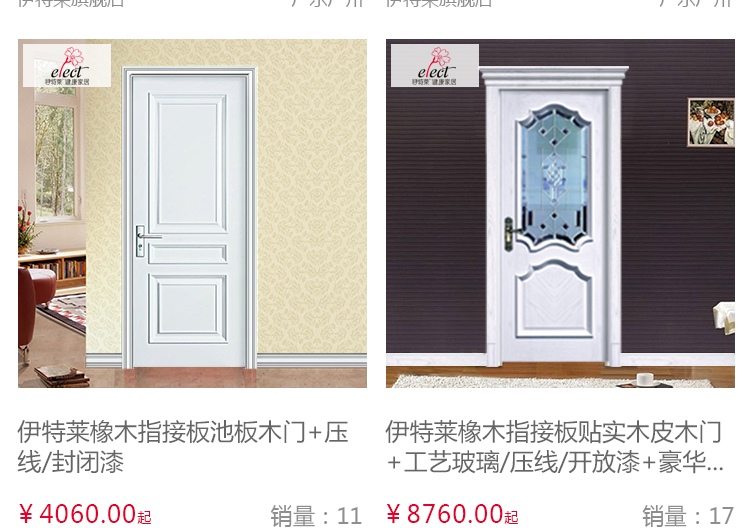 伊特莱旗舰店
广东广州
伊特莱旗舰店
广东广州
elect
伊特莱 健康家居
elect
伊特莱 健康家居
伊特莱橡木指接板池板木门+压
线/封闭漆
伊特莱橡木指接板贴实木皮木门
+工艺玻璃/压线/开放漆+豪华...
¥4060.00起
销量：11
¥8760.00起
销量：17